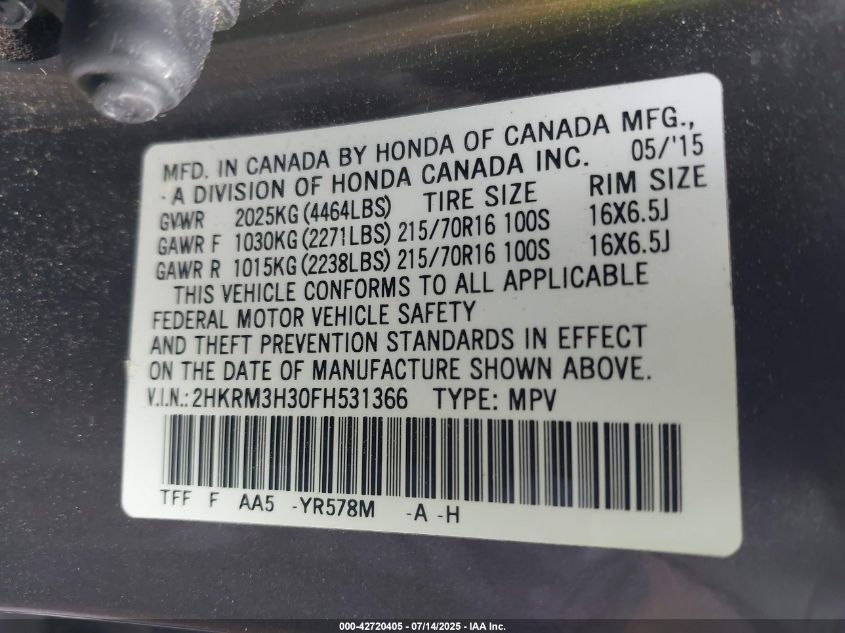 MFD. IN CANADA BY HONDA OF CANADA MFG.,
- A DIVISION OF HONDA CANADA INC. 05/'15
GVWR 2025KG (4464LBS) TIRE SIZE RIM SIZE
GAWR F 1030KG (2271LBS) 215/70R16 100S 16X6.5J
GAWR R 1015KG (2238LBS) 215/70R16 100S 16X6.5J
THIS VEHICLE CONFORMS TO ALL APPLICABLE
FEDERAL MOTOR VEHICLE SAFETY
AND THEFT PREVENTION STANDARDS IN EFFECT
ON THE DATE OF MANUFACTURE SHOWN ABOVE.
V.I.N.: 2HKRM3H30FH531366 TYPE: MPV
TFF F AA5 -YR578M -A -H
000-42720405 - 07/14/2025 - IAA Inc.